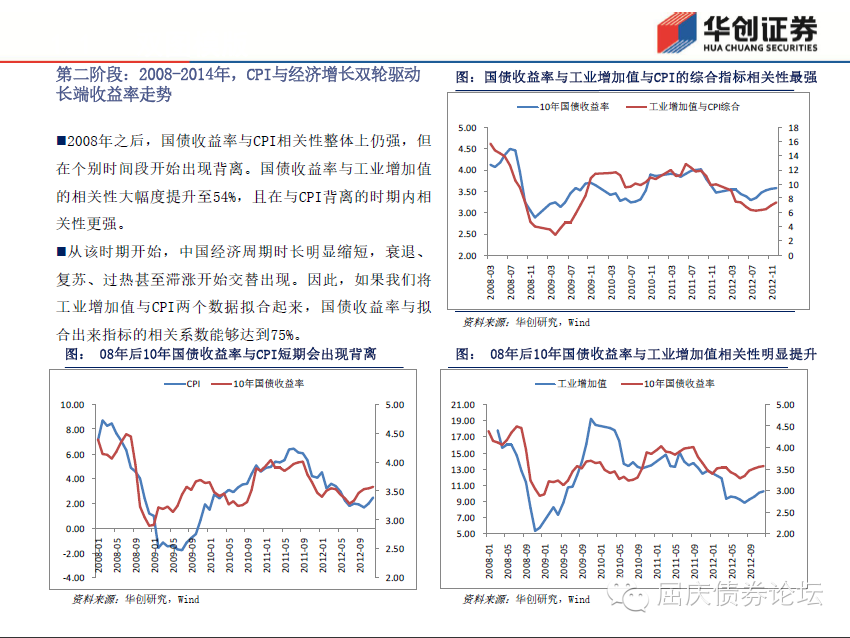 华创证券
HUA CHUANG SECURITIES
第二阶段：2008-2014年，CPI与经济增长双轮驱动
长端收益率走势
■2008年之后，国债收益率与CPI相关性整体上仍强，但
在个别时间段开始出现背离。国债收益率与工业增加值
的相关性大幅度提升至54%，且在与CPI背离的时期内相
关性更强。
■从该时期开始，中国经济周期时长明显缩短，衰退、
复苏、过热甚至滞涨开始交替出现。因此，如果我们将
工业增加值与CPI两个数据拟合起来，国债收益率与拟
合出来指标的相关系数能够达到75%。
图：国债收益率与工业增加值与CPI的综合指标相关性最强
10年国债收益率 工业增加值与CPI综合
5.00 18
4.50 16
4.00 14
3.50 12
3.00 10
2.50 8
2.00 6
4
2
0
2008-03 2008-07 2008-11 2009-03 2009-07 2009-11 2010-03 2010-07 2010-11 2011-03 2011-07 2011-11 2012-03 2012-07 2012-11
资料来源：华创研究，Wind
图： 08年后10年国债收益率与CPI短期会出现背离
CPI 10年国债收益率
10.00 5.00
8.00 4.50
6.00 4.00
4.00 3.50
2.00 3.00
0.00 2.50
-2.00 2.00
-4.00
2008-01 2008-05 2008-09 2009-01 2009-05 2009-09 2010-01 2010-05 2010-09 2011-01 2011-05 2011-09 2012-01 2012-05 2012-09
资料来源：华创研究，Wind
图： 08年后10年国债收益率与工业增加值相关性明显提升
工业增加值 10年国债收益率
21.00 5.00
19.00 4.50
17.00 4.00
15.00 3.50
13.00 3.00
11.00 2.50
9.00 2.00
7.00
5.00
2008-01 2008-05 2008-09 2009-01 2009-05 2009-09 2010-01 2010-05 2010-09 2011-01 2011-05 2011-09 2012-01 2012-05 2012-09
资料来源：华创研究，Wind
屈庆债券论坛